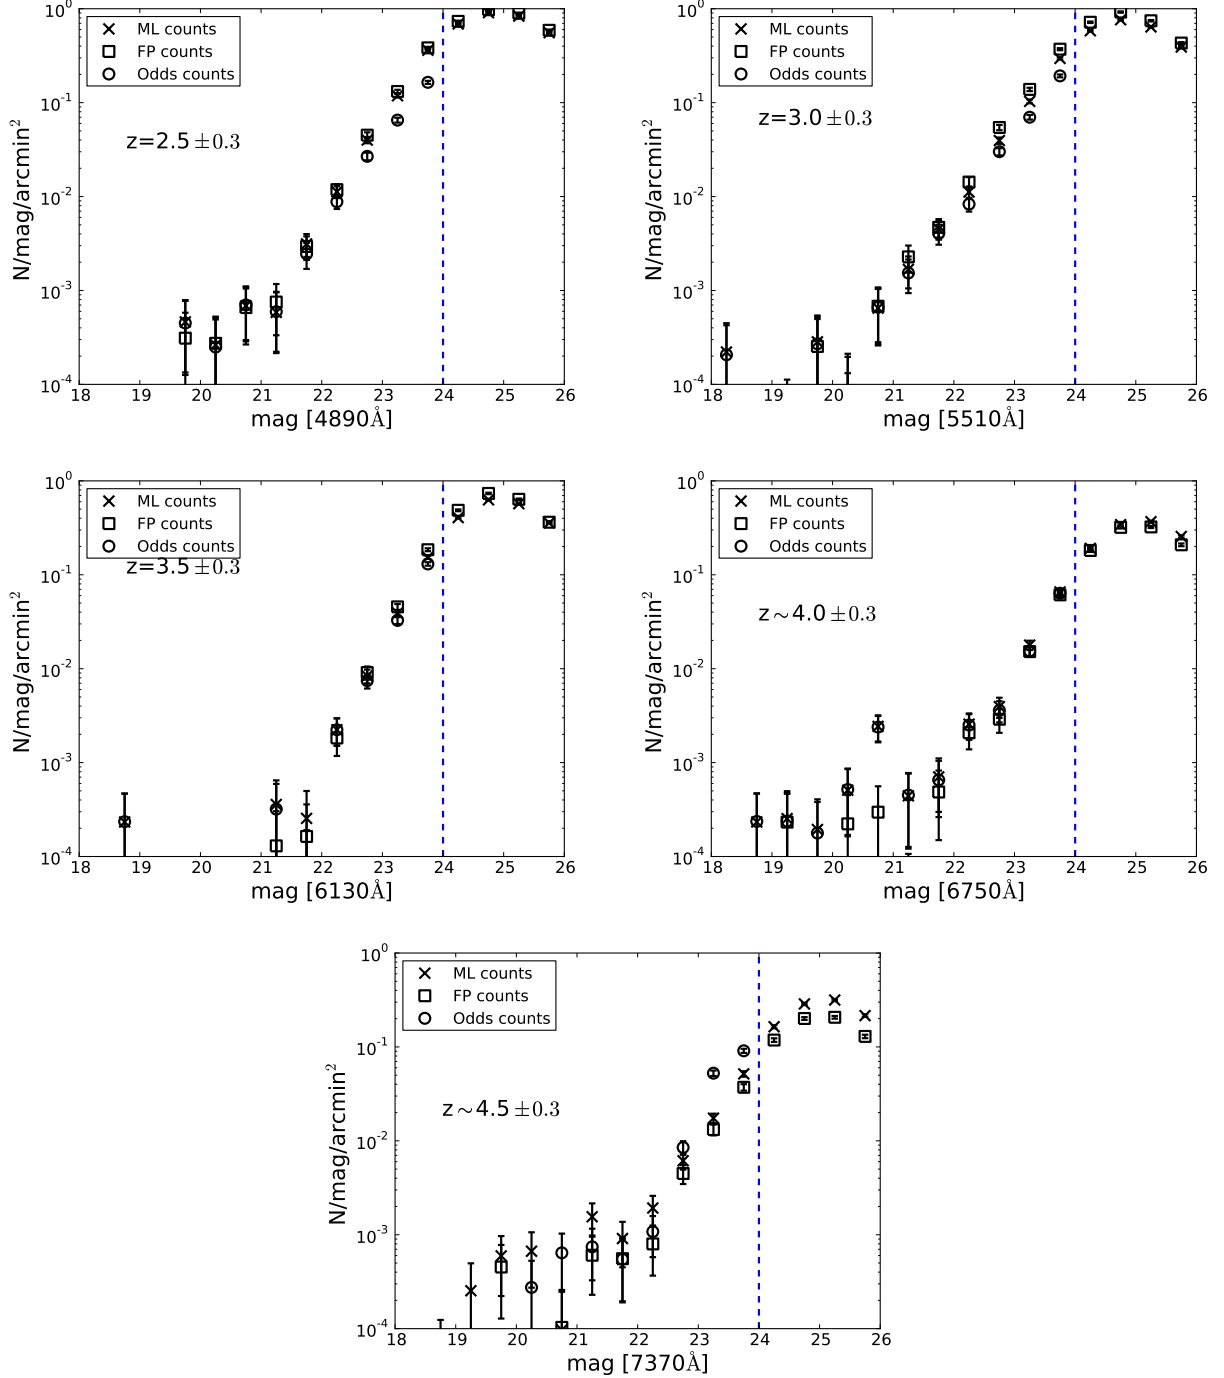 10^0
10^-1
10^-2
10^-3
10^-4
N/mag/arcmin^2
ML counts
FP counts
Odds counts
z=2.5±0.3
18 19 20 21 22 23 24 25 26
mag [4890Å]
10^0
10^-1
10^-2
10^-3
10^-4
N/mag/arcmin^2
ML counts
FP counts
Odds counts
z=3.0±0.3
18 19 20 21 22 23 24 25 26
mag [5510Å]
10^0
10^-1
10^-2
10^-3
10^-4
N/mag/arcmin^2
ML counts
FP counts
Odds counts
z=3.5±0.3
18 19 20 21 22 23 24 25 26
mag [6130Å]
10^0
10^-1
10^-2
10^-3
10^-4
N/mag/arcmin^2
ML counts
FP counts
Odds counts
z∼4.0±0.3
18 19 20 21 22 23 24 25 26
mag [6750Å]
10^0
10^-1
10^-2
10^-3
10^-4
N/mag/arcmin^2
ML counts
FP counts
Odds counts
z∼4.5±0.3
18 19 20 21 22 23 24 25 26
mag [7370Å]